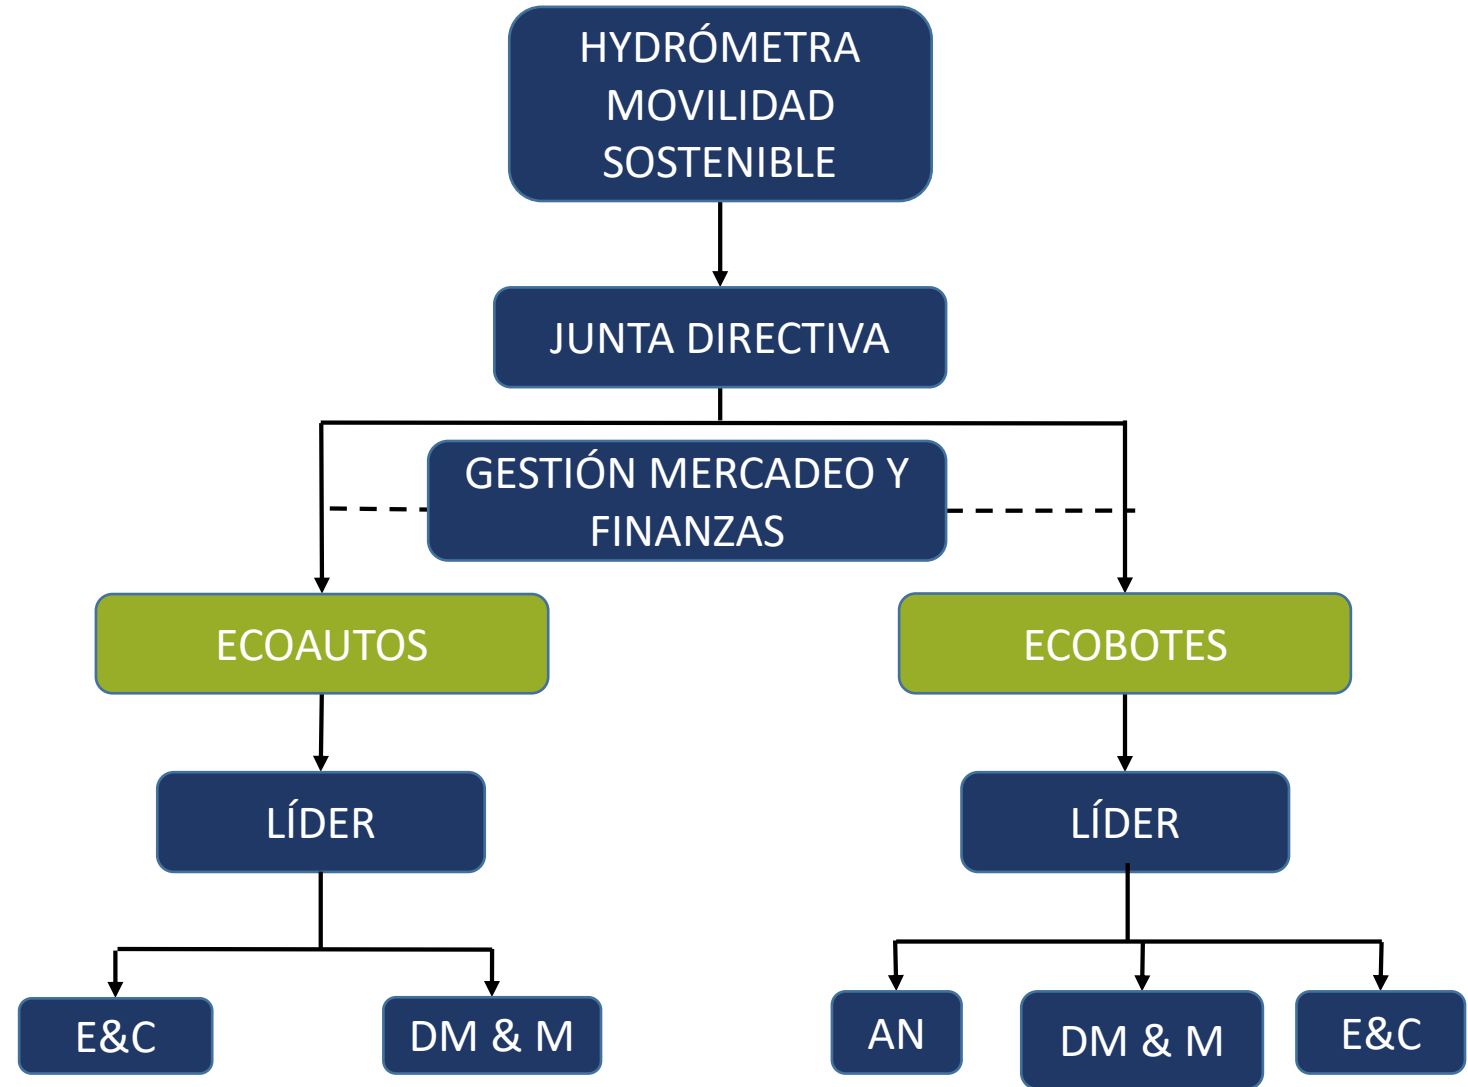 HYDRÓMETRA
MOVILIDAD
SOSTENIBLE
JUNTA DIRECTIVA
GESTIÓN MERCADEO Y
FINANZAS
ECOAUTOS
ECOBOTES
LÍDER
LÍDER
E&C
DM & M
AN
DM & M
E&C